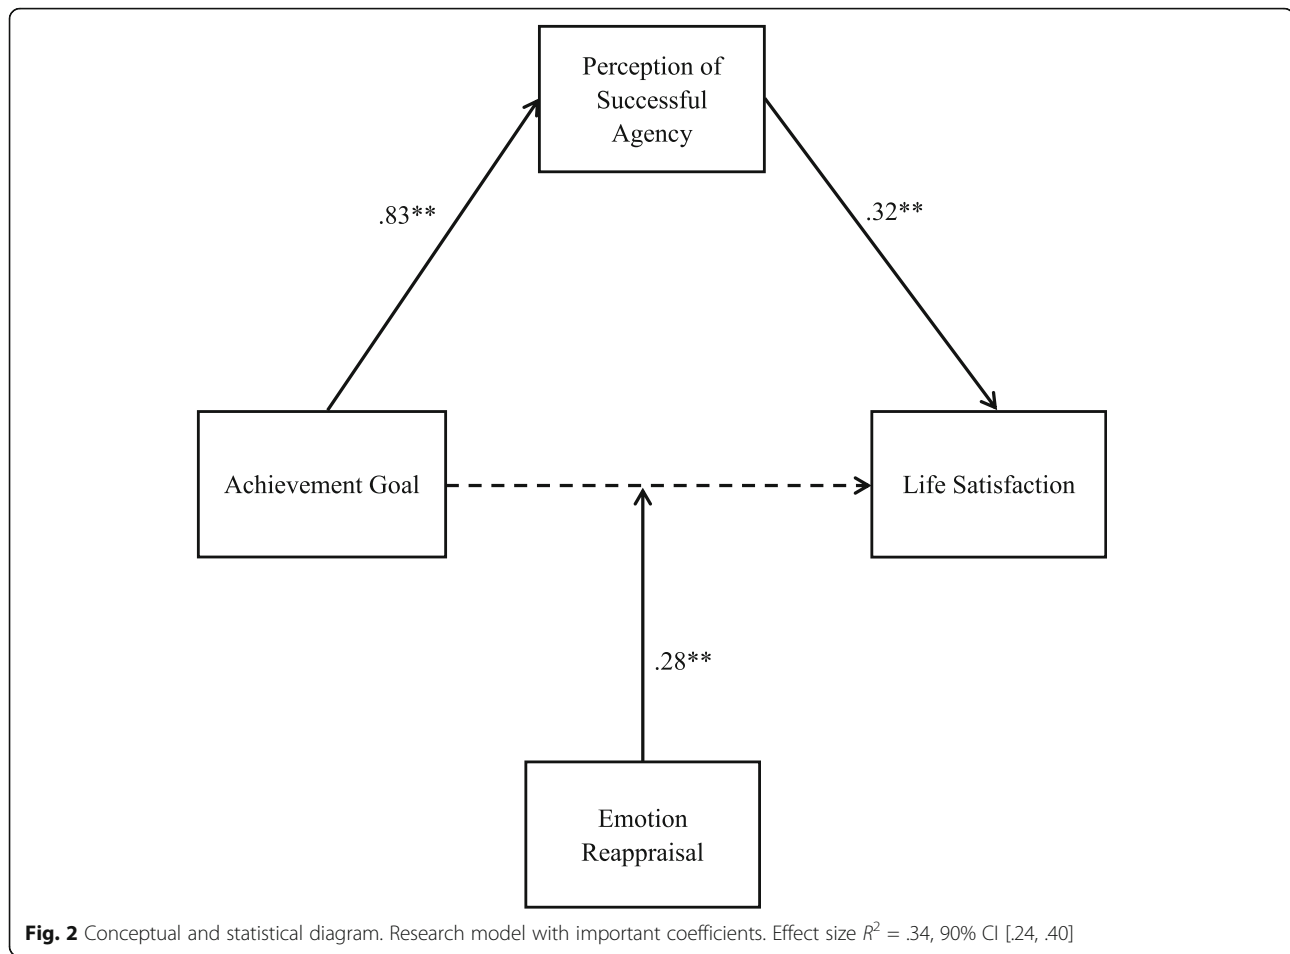 Perception of
Successful
Agency
.83**
.32**
Achievement Goal
Life Satisfaction
.28**
Emotion
Reappraisal
Fig. 2 Conceptual and statistical diagram. Research model with important coefficients. Effect size R² = .34, 90% CI [.24, .40]